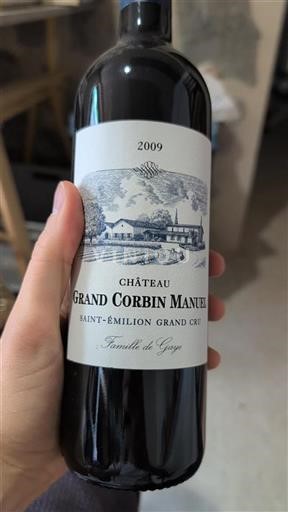 2009
CHÂTEAU
GRAND CORBIN MANUEL
SAINT-ÉMILION GRAND CRU
Famille de Gaye